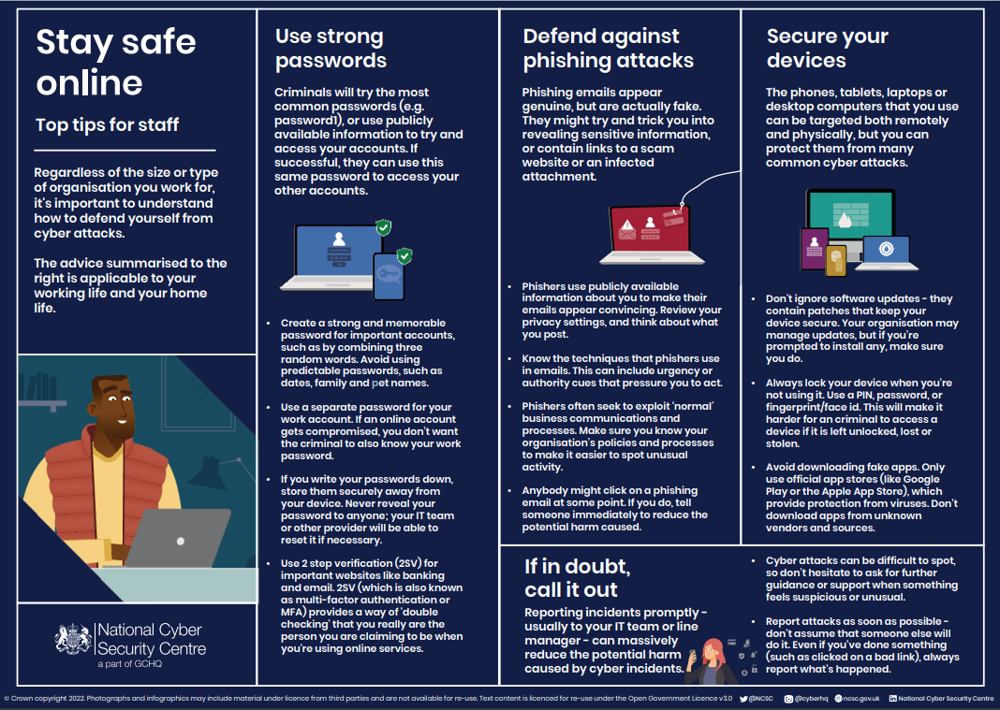 Stay safe
online
Top tips for staff
Regardless of the size or type
of organisation you work for,
it's important to understand
how to defend yourself from
cyber attacks.
The advice summarised to the
right is applicable to your
working life and your home
life.
National Cyber
Security Centre
a part of GCHQ
Use strong
passwords
Criminals will try the most
common passwords (e.g.
password1), or use publicly
available information to try and
access your accounts. If
successful, they can use this
same password to access your
other accounts.
• Create a strong and memorable
password for important accounts,
such as by combining three
random words. Avoid using
predictable passwords, such as
dates, family and pet names.
• Use a separate password for your
work account. If an online account
gets compromised, you don't want
the criminal to also know your work
password.
• If you write your passwords down,
store them securely away from
your device. Never reveal your
password to anyone; your IT team
or other provider will be able to
reset it if necessary.
• Use 2 step verification (2SV) for
important websites like banking
and email. 2SV (which is also known
as multi-factor authentication or
MFA) provides a way of 'double
checking' that you really are the
person you are claiming to be when
you're using online services.
Defend against
phishing attacks
Phishing emails appear
genuine, but are actually fake.
They might try and trick you into
revealing sensitive information,
or contain links to a scam
website or an infected
attachment.
• Phishers use publicly available
information about you to make their
emails appear convincing. Review your
privacy settings, and think about what
you post.
• Know the techniques that phishers use
in emails. This can include urgency or
authority cues that pressure you to act.
• Phishers often seek to exploit 'normal'
business communications and
processes. Make sure you know your
organisation's policies and processes
to make it easier to spot unusual
activity.
• Anybody might click on a phishing
email at some point. If you do, tell
someone immediately to reduce the
potential harm caused.
Secure your
devices
The phones, tablets, laptops or
desktop computers that you use
can be targeted both remotely
and physically, but you can
protect them from many
common cyber attacks.
• Don't ignore software updates - they
contain patches that keep your
device secure. Your organisation may
manage updates, but if you're
prompted to install any, make sure
you do.
• Always lock your device when you're
not using it. Use a PIN, password, or
fingerprint/face id. This will make it
harder for an criminal to access a
device if it is left unlocked, lost or
stolen.
• Avoid downloading fake apps. Only
use official app stores (like Google
Play or the Apple App Store), which
provide protection from viruses. Don't
download apps from unknown
vendors and sources.
If in doubt,
call it out
Reporting incidents promptly -
usually to your IT team or line
manager - can massively
reduce the potential harm
caused by cyber incidents.
• Cyber attacks can be difficult to spot,
so don't hesitate to ask for further
guidance or support when something
feels suspicious or unusual.
• Report attacks as soon as possible -
don't assume that someone else will
do it. Even if you've done something
(such as clicked on a bad link), always
report what's happened.
© Crown copyright 2022. Photographs and infographics may include material under licence from third parties and are not available for re-use. Text content is licenced for re-use under the Open Government Licence v3.0 @NCSC @cyberhq ncsc.gov.uk National Cyber Security Centre